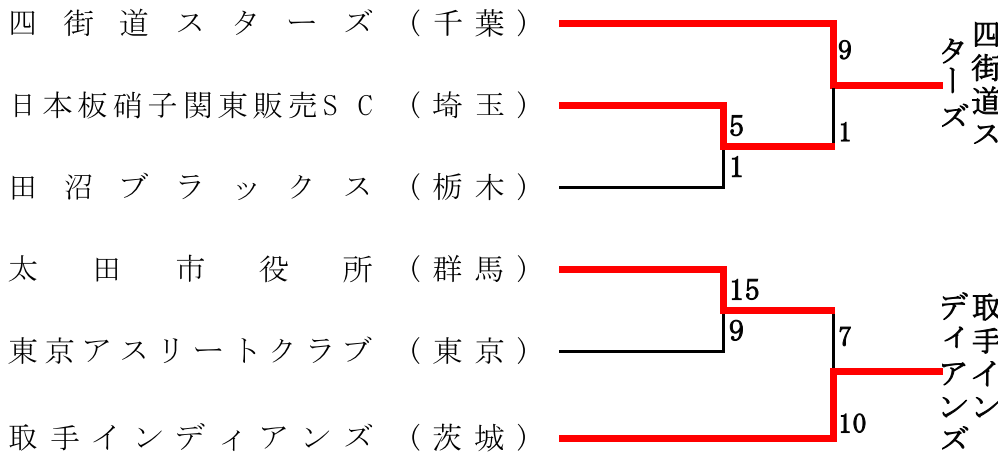 四街道スターズ（千葉）
9
四街道ス
ターズ
日本板硝子関東販売SC（埼玉）
5
1
1
田沼ブラックス（栃木）
太田市役所（群馬）
15
9
7
取手イン
ディアンズ
東京アスリートクラブ（東京）
取手インディアンズ（茨城）
10